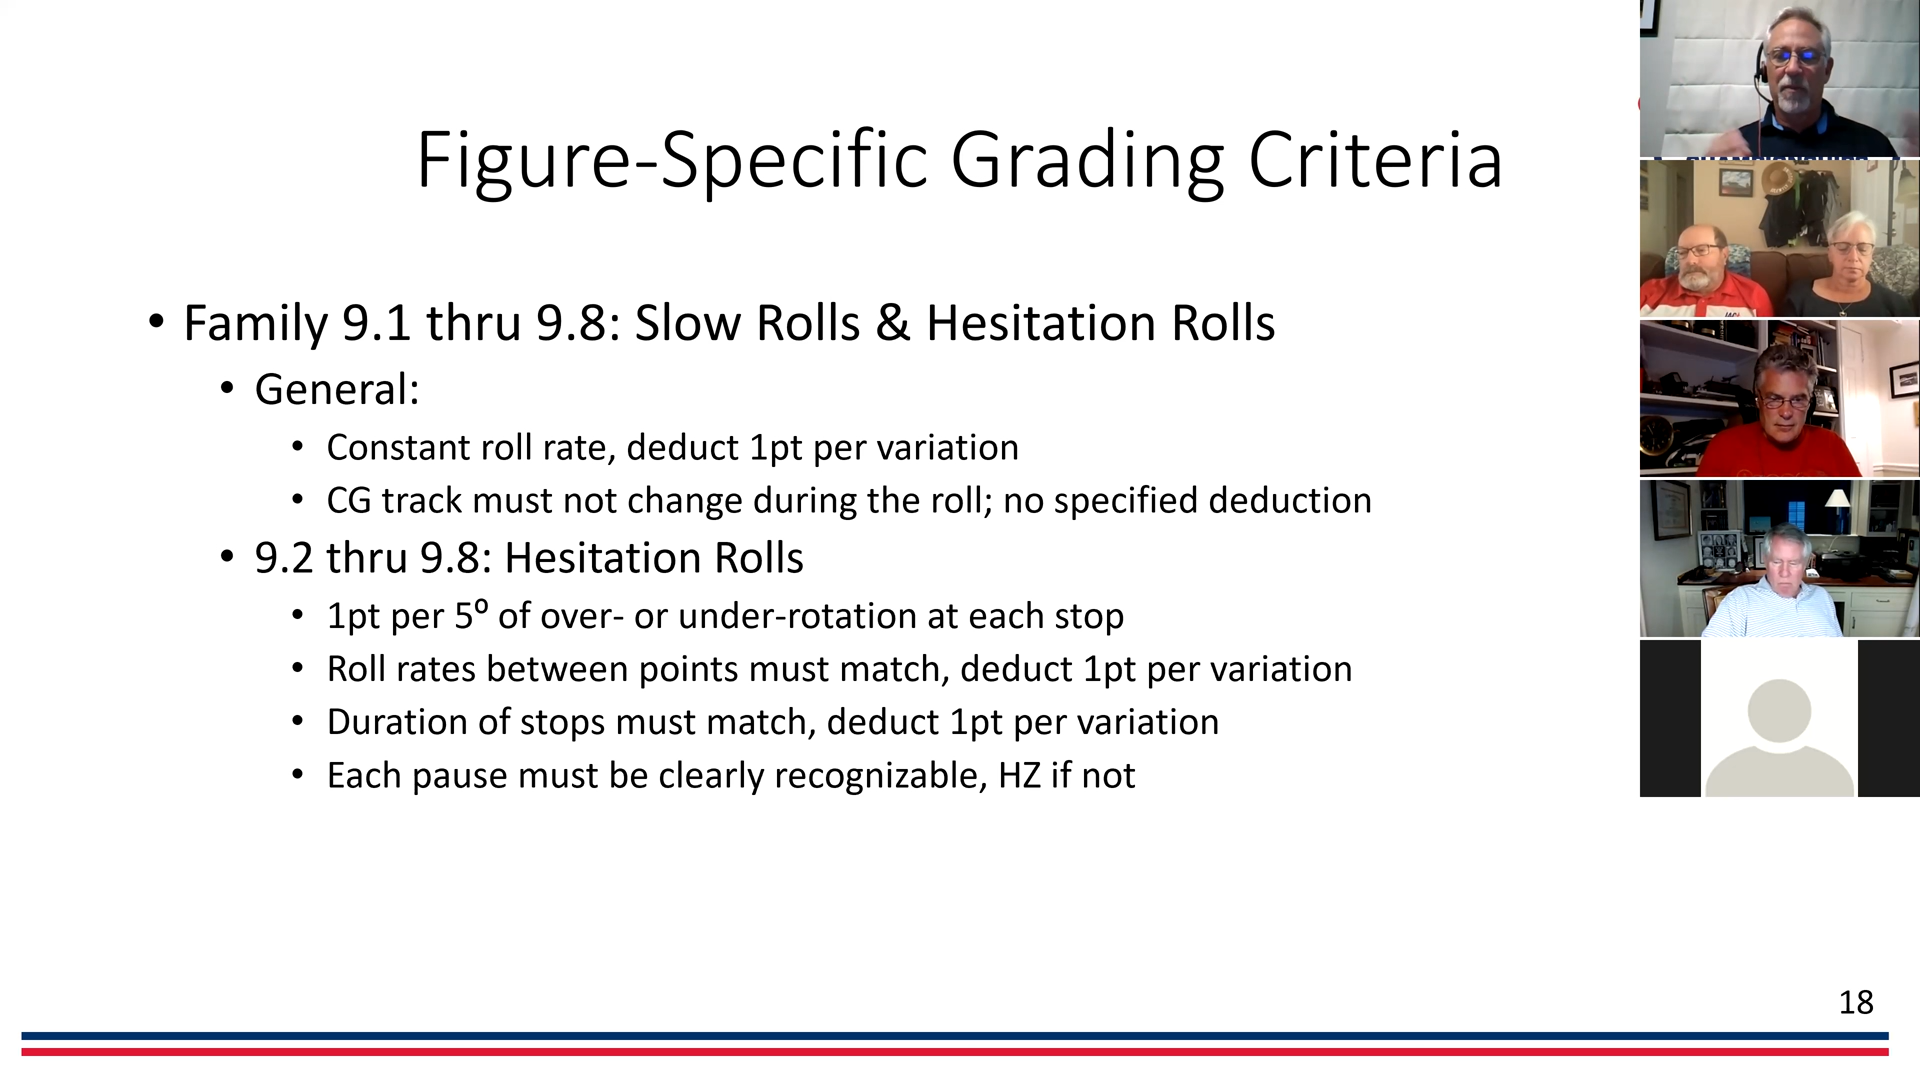 Figure-Specific Grading Criteria
• Family 9.1 thru 9.8: Slow Rolls & Hesitation Rolls
• General:
• Constant roll rate, deduct 1pt per variation
• CG track must not change during the roll; no specified deduction
• 9.2 thru 9.8: Hesitation Rolls
• 1pt per 5⁰ of over- or under-rotation at each stop
• Roll rates between points must match, deduct 1pt per variation
• Duration of stops must match, deduct 1pt per variation
• Each pause must be clearly recognizable, HZ if not
18